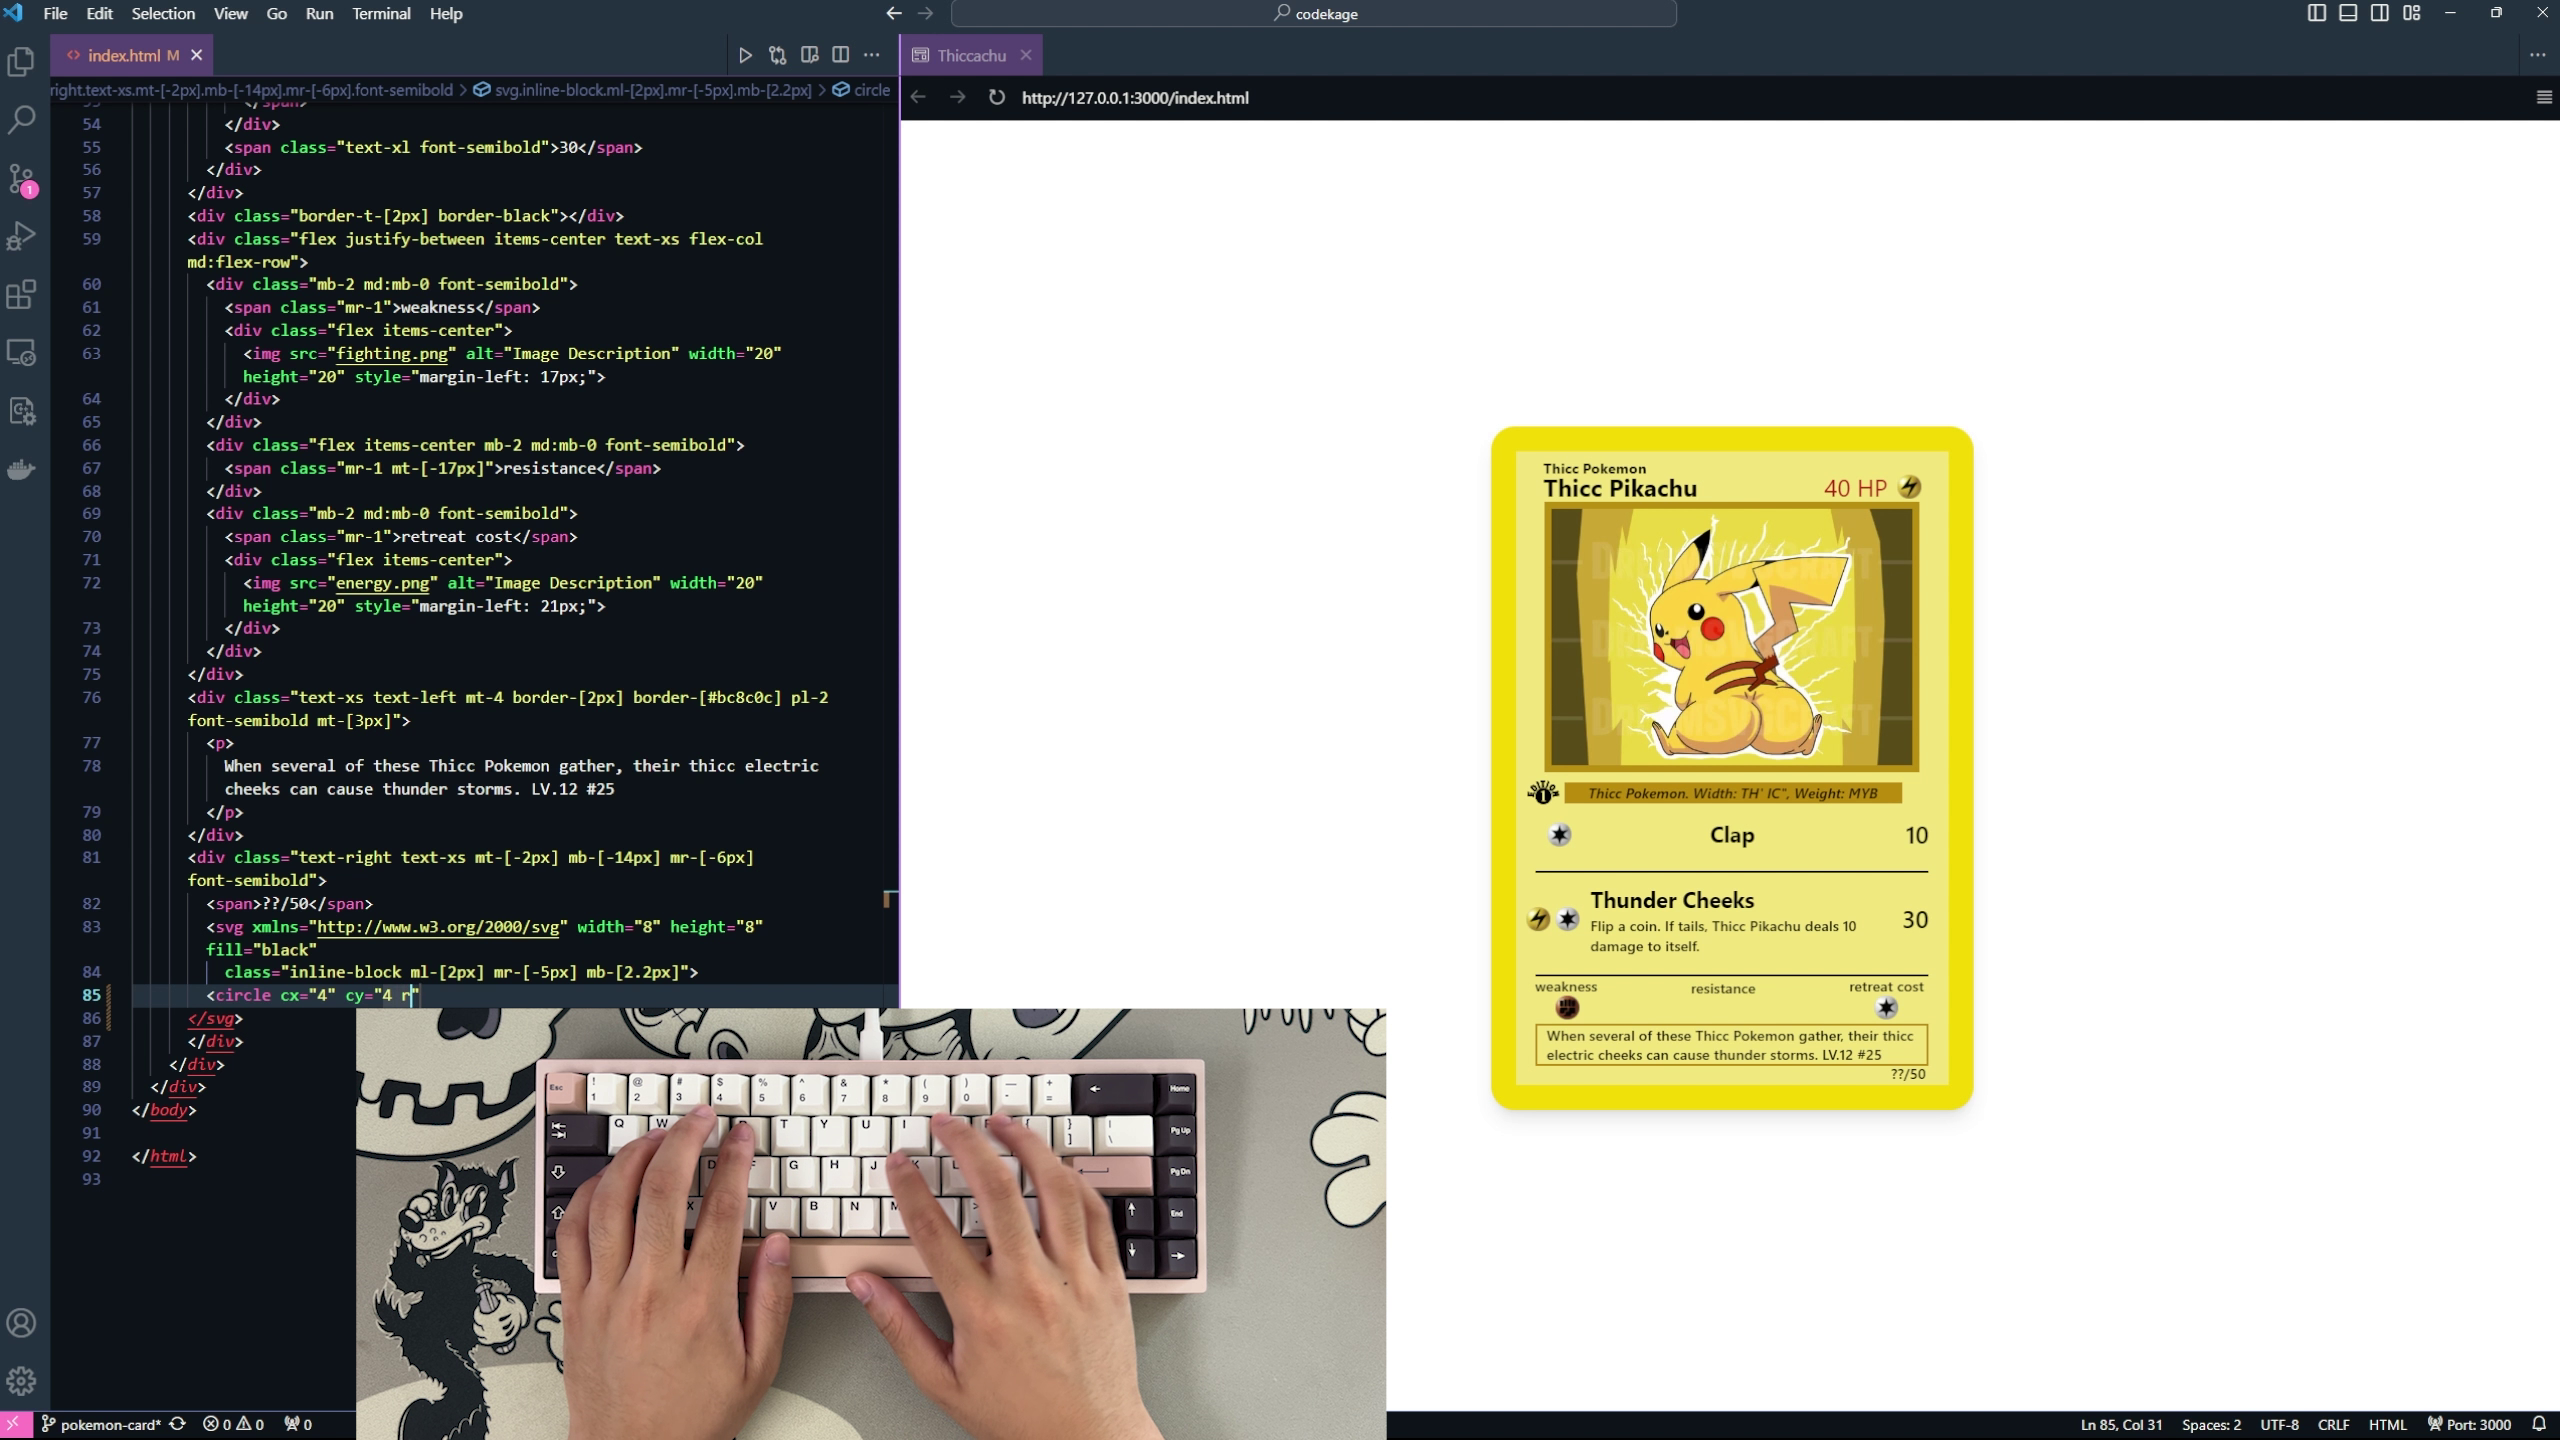 File Edit Selection View Go Run Terminal Help
codekage
index.html M
Thiccachu
right.text-xs.mt-[-2px].mb-[-14px].mr-[-6px].font-semibold > svg.inline-block.ml-[2px].mr-[-5px].mb-[2.2px] > circle
http://127.0.0.1:3000/index.html
54 </div>
55 <span class="text-xl font-semibold">30</span>
56 </div>
57 </div>
58 <div class="border-t-[2px] border-black"></div>
59 <div class="flex justify-between items-center text-xs flex-col
md:flex-row">
60 <div class="mb-2 md:mb-0 font-semibold">
61 <span class="mr-1">weakness</span>
62 <div class="flex items-center">
63 <img src="fighting.png" alt="Image Description" width="20"
height="20" style="margin-left: 17px;">
64 </div>
65 </div>
66 <div class="flex items-center mb-2 md:mb-0 font-semibold">
67 <span class="mr-1 mt-[-17px]">resistance</span>
68 </div>
69 <div class="mb-2 md:mb-0 font-semibold">
70 <span class="mr-1">retreat cost</span>
71 <div class="flex items-center">
72 <img src="energy.png" alt="Image Description" width="20"
height="20" style="margin-left: 21px;">
73 </div>
74 </div>
75 </div>
76 <div class="text-xs text-left mt-4 border-[2px] border-[#bc8c0c] pl-2
font-semibold mt-[3px]">
77 <p>
78 When several of these Thicc Pokemon gather, their thicc electric
cheeks can cause thunder storms. LV.12 #25
79 </p>
80 </div>
81 <div class="text-right text-xs mt-[-2px] mb-[-14px] mr-[-6px]
font-semibold">
82 <span>??/50</span>
83 <svg xmlns="http://www.w3.org/2000/svg" width="8" height="8"
fill="black"
84 class="inline-block ml-[2px] mr-[-5px] mb-[2.2px]">
85 <circle cx="4" cy="4 r"
86 </svg>
87 </div>
88 </div>
89 </div>
90 </body>
91
92 </html>
93
Thicc Pokemon
Thicc Pikachu 40 HP
EDITION
1
Thicc Pokemon. Width: TH' IC", Weight: MYB
Clap 10
Thunder Cheeks
Flip a coin. If tails, Thicc Pikachu deals 10
damage to itself.
30
weakness resistance retreat cost
When several of these Thicc Pokemon gather, their thicc
electric cheeks can cause thunder storms. LV.12 #25
??/50
Esc ! 1 @ 2 # 3 $ 4 % 5 ^ 6 & 7 * 8 ( 9 ) 0 — - + = Home
Q W T Y U I } ] | \ Pg Up
D F G H J K L Pg Dn
X V B N M End
pokemon-card* 0 0 0
Ln 85, Col 31 Spaces: 2 UTF-8 CRLF HTML Port: 3000